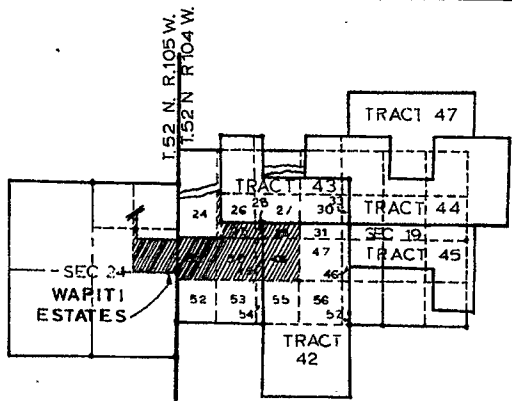 T.52 N. R.105 W.
T.52 N R 104 W.
TRACT 47
TRACT 43
28
33
24
26
27
30
TRACT 44
31
SEC 19
SEC 24
47
TRACT 45
46
WAPITI
ESTATES
52
53
55
56
54
57
TRACT
42